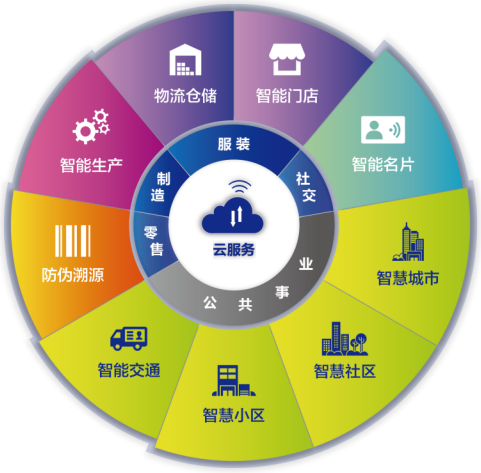 物流仓储
智能门店
智能生产
智能名片
服装
制造
社交
零售
云服务
防伪溯源
智慧城市
公共事业
智能交通
智慧社区
智慧小区